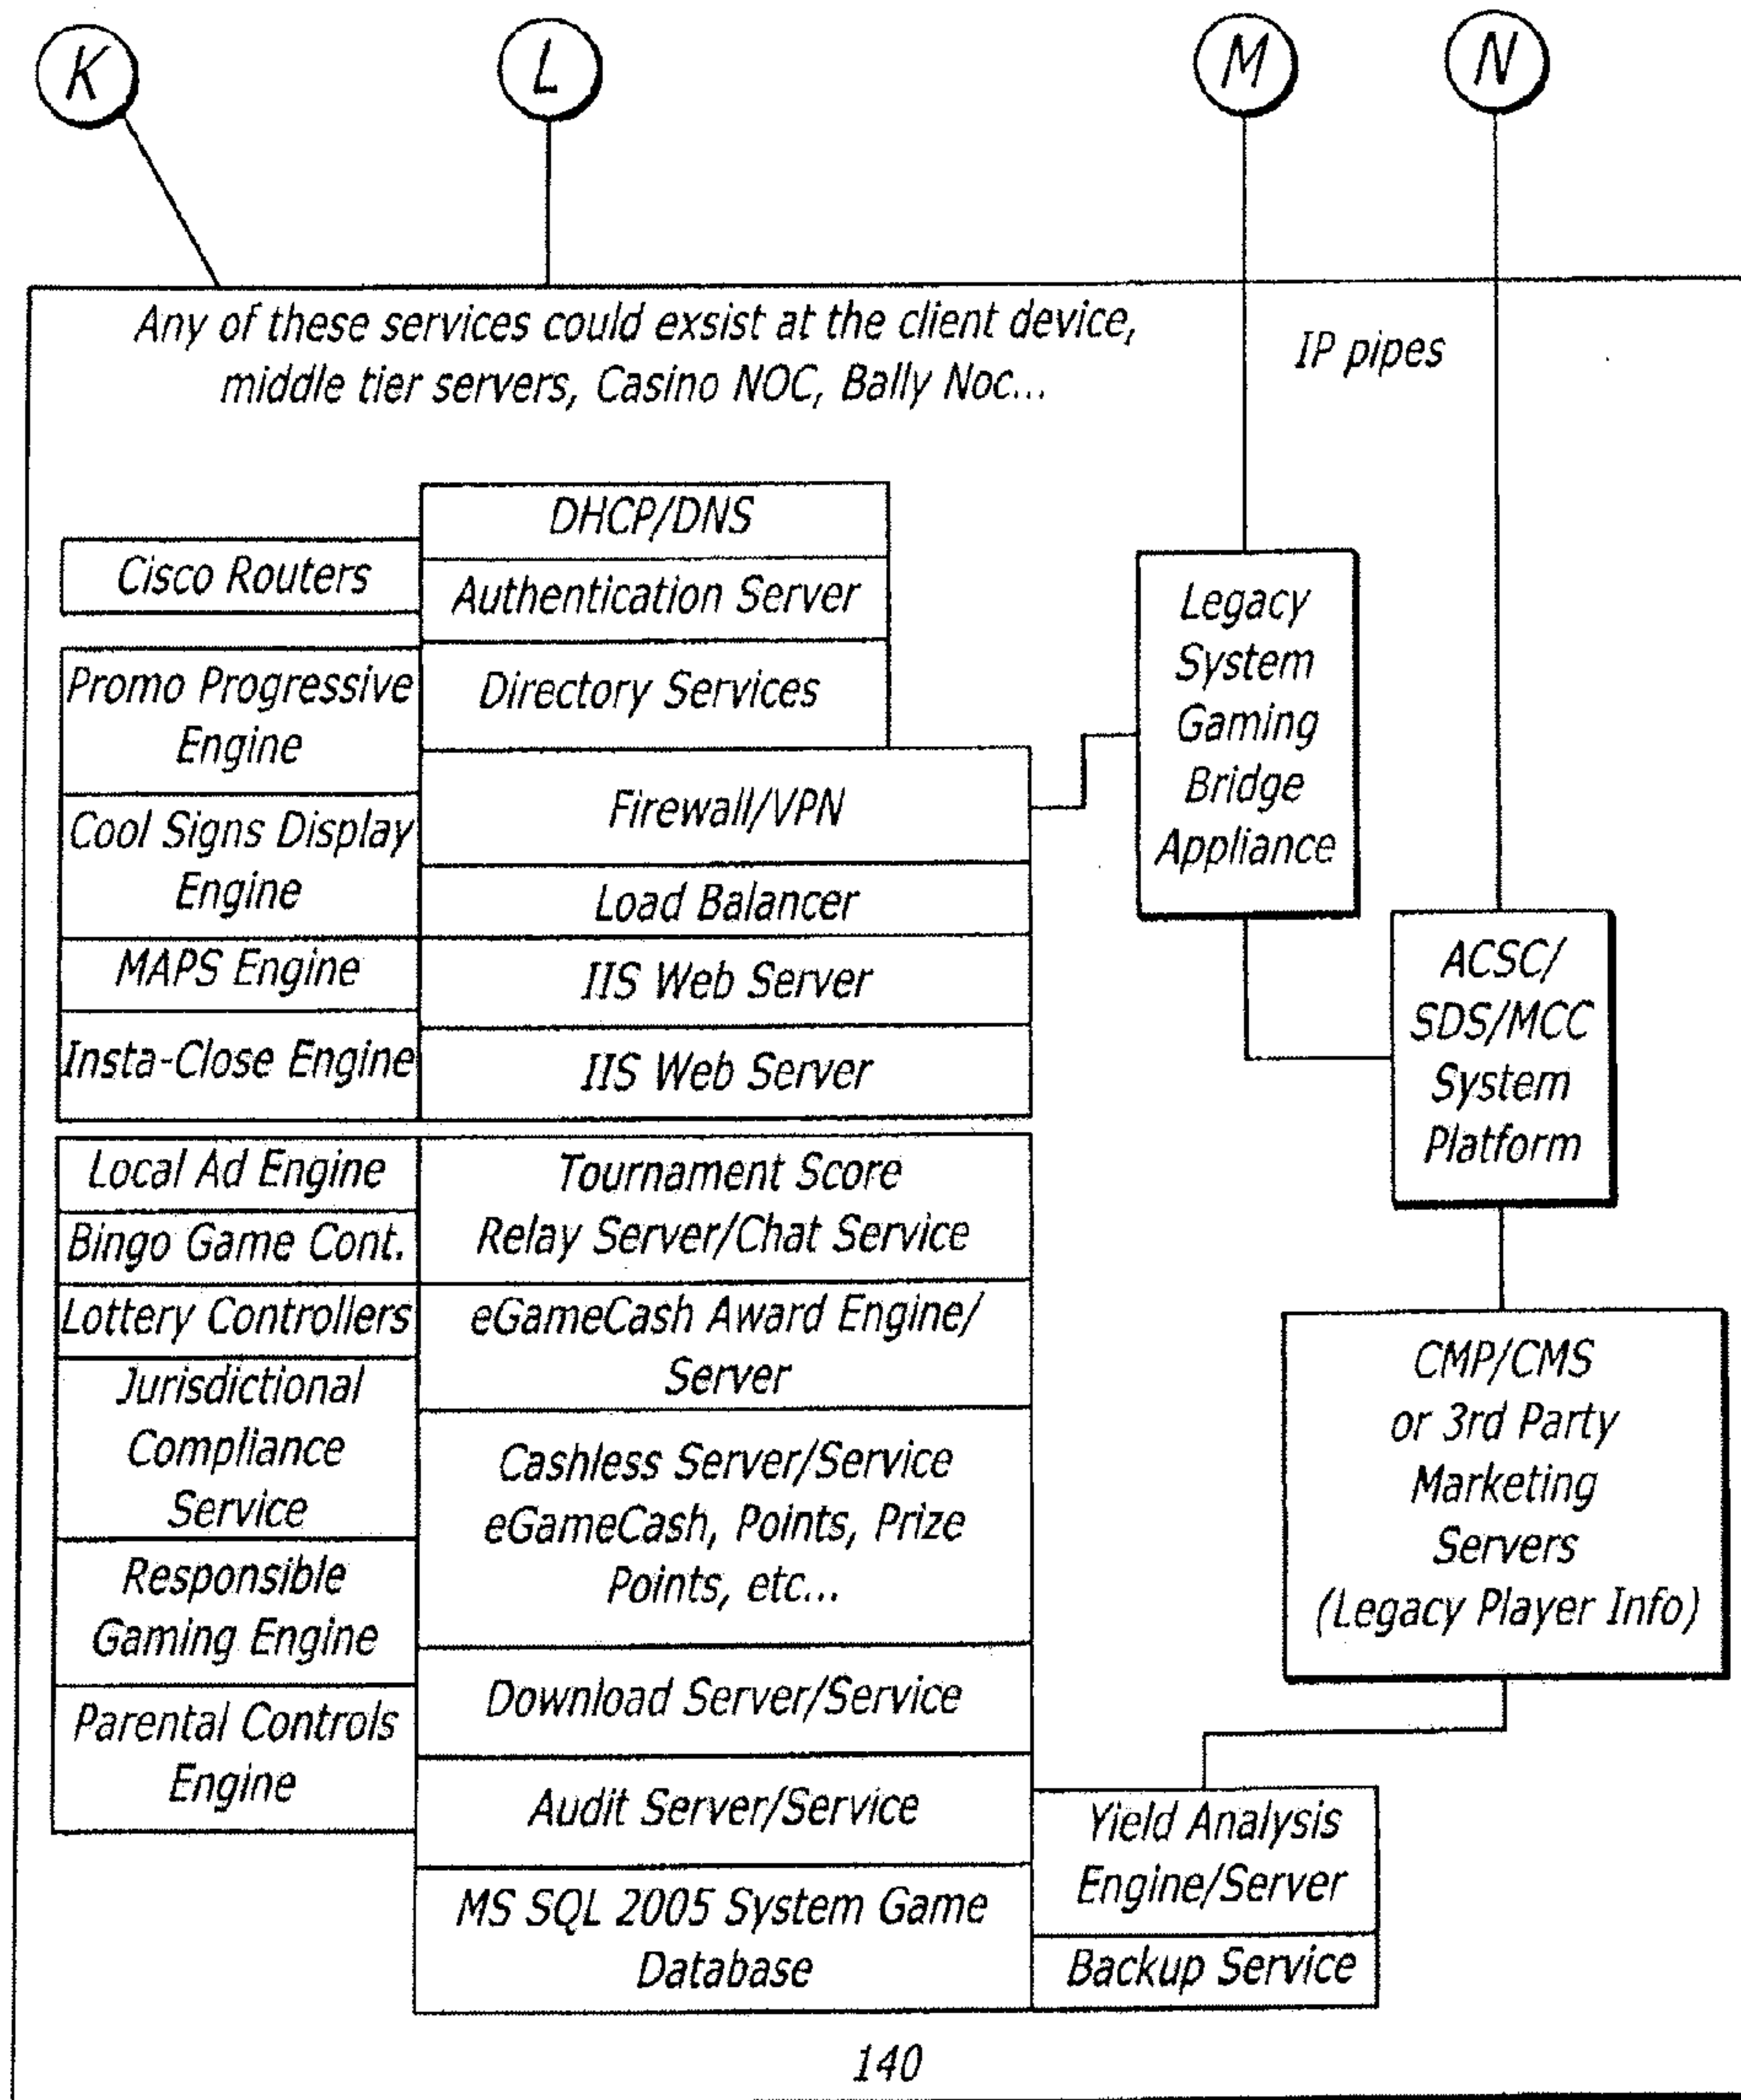 K
L
M
N
Any of these services could exsist at the client device,
middle tier servers, Casino NOC, Bally Noc...
IP pipes
DHCP/DNS
Cisco Routers
Authentication Server
Promo Progressive
Engine
Directory Services
Cool Signs Display
Engine
Firewall/VPN
Load Balancer
MAPS Engine
IIS Web Server
Insta-Close Engine
IIS Web Server
Legacy
System
Gaming
Bridge
Appliance
ACSC/
SDS/MCC
System
Platform
Local Ad Engine
Bingo Game Cont.
Lottery Controllers
Jurisdictional
Compliance
Service
Responsible
Gaming Engine
Parental Controls
Engine
Tournament Score
Relay Server/Chat Service
eGameCash Award Engine/
Server
Cashless Server/Service
eGameCash, Points, Prize
Points, etc...
Download Server/Service
Audit Server/Service
MS SQL 2005 System Game
Database
CMP/CMS
or 3rd Party
Marketing
Servers
(Legacy Player Info)
Yield Analysis
Engine/Server
Backup Service
140